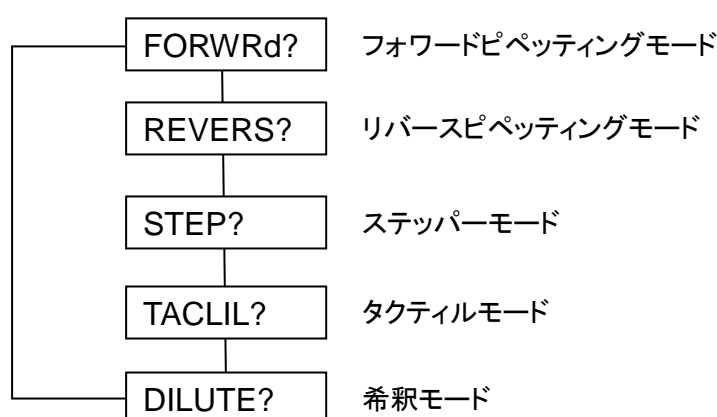 FORWRd? フォワードピペッティングモード
REVERS? リバースピペッティングモード
STEP? ステッパーモード
TACLIL? タクティルモード
DILUTE? 希釈モード